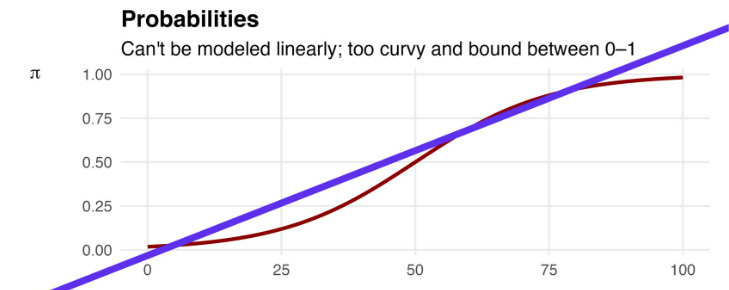 Probabilities
Can't be modeled linearly; too curvy and bound between 0–1
π
1.00
0.75
0.50
0.25
0.00
0 25 50 75 100